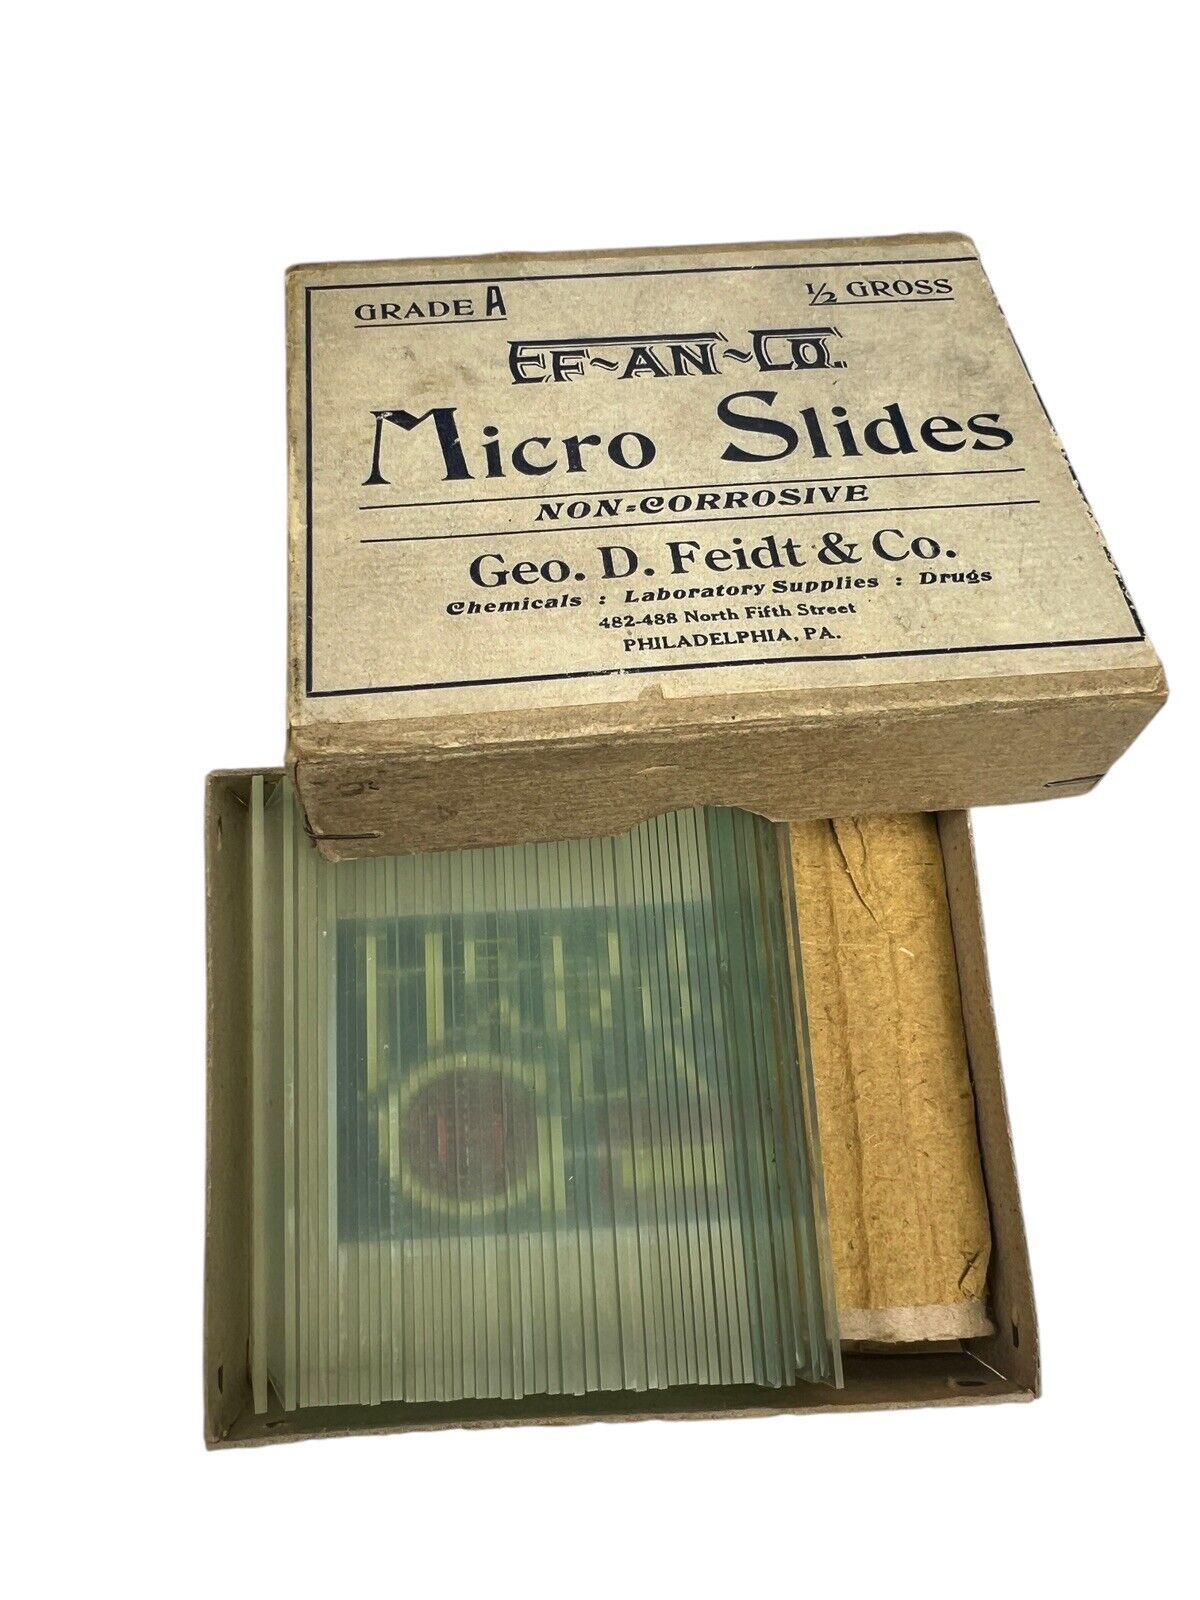 GRADE A
1/2 GROSS
EF~AN~CO.
Micro Slides
NON-CORROSIVE
Geo. D. Feidt & Co.
Chemicals : Laboratory Supplies : Drugs
482-488 North Fifth Street
PHILADELPHIA, PA.